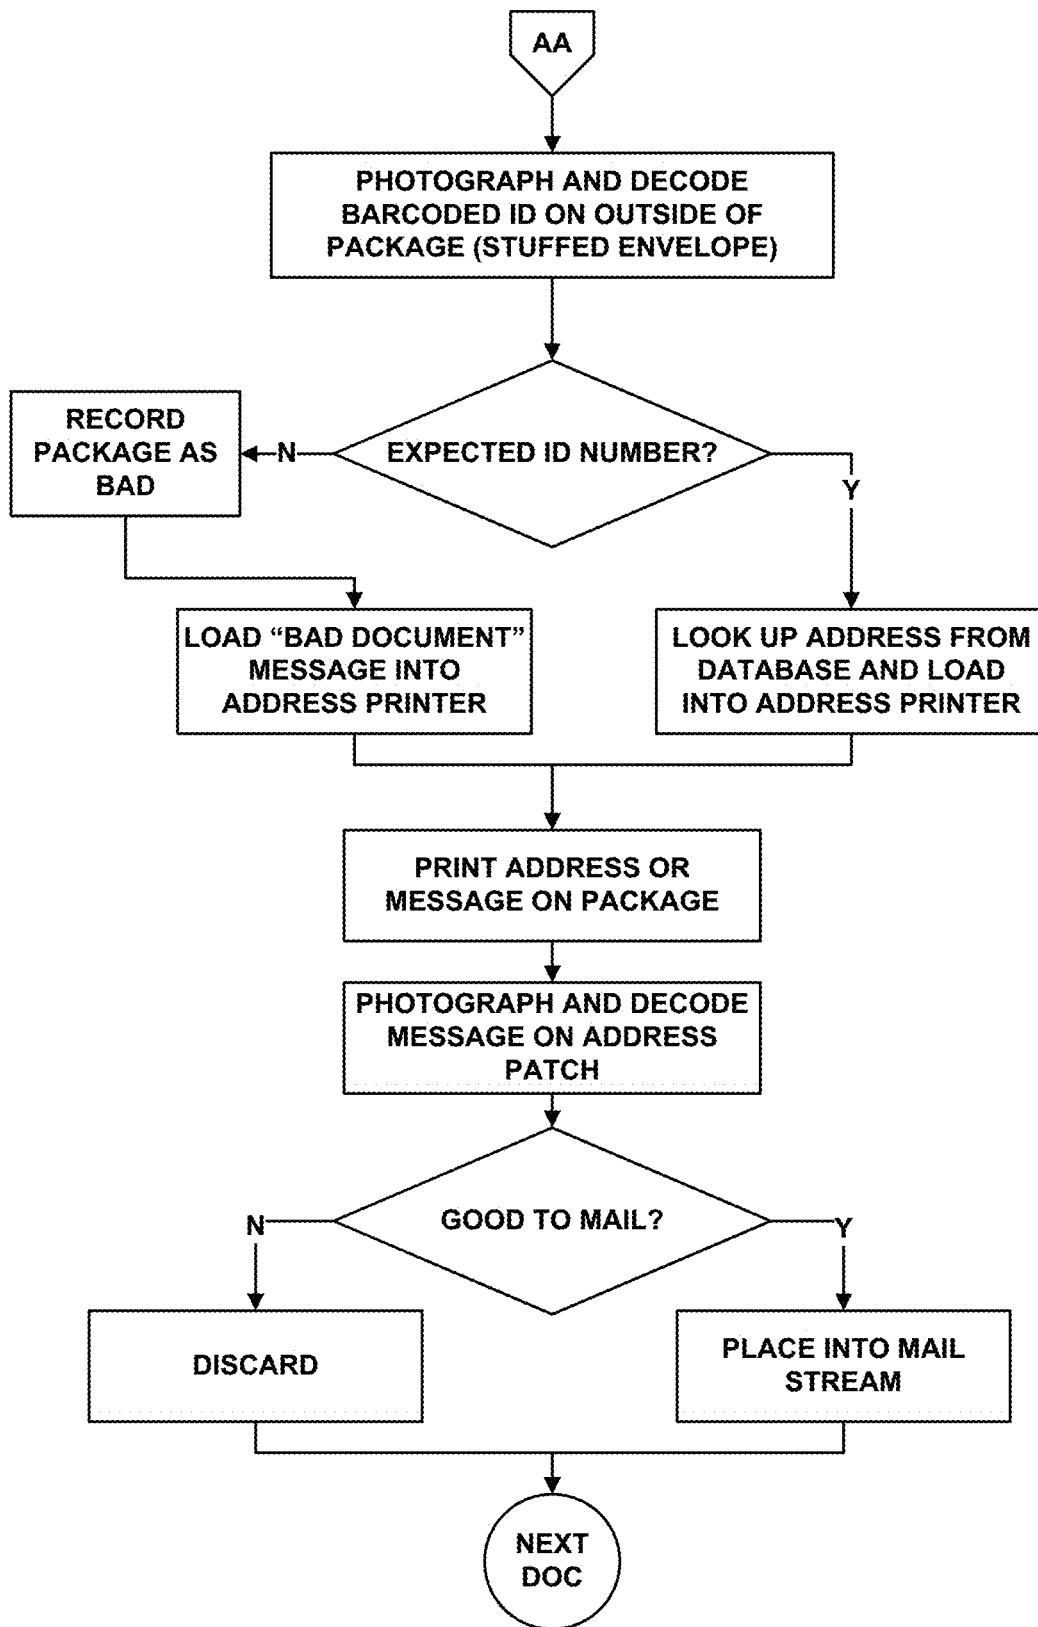 AA
PHOTOGRAPH AND DECODE
BARCODED ID ON OUTSIDE OF
PACKAGE (STUFFED ENVELOPE)
EXPECTED ID NUMBER?
N
Y
RECORD
PACKAGE AS
BAD
LOAD “BAD DOCUMENT”
MESSAGE INTO
ADDRESS PRINTER
LOOK UP ADDRESS FROM
DATABASE AND LOAD
INTO ADDRESS PRINTER
PRINT ADDRESS OR
MESSAGE ON PACKAGE
PHOTOGRAPH AND DECODE
MESSAGE ON ADDRESS
PATCH
GOOD TO MAIL?
N
Y
DISCARD
PLACE INTO MAIL
STREAM
NEXT
DOC